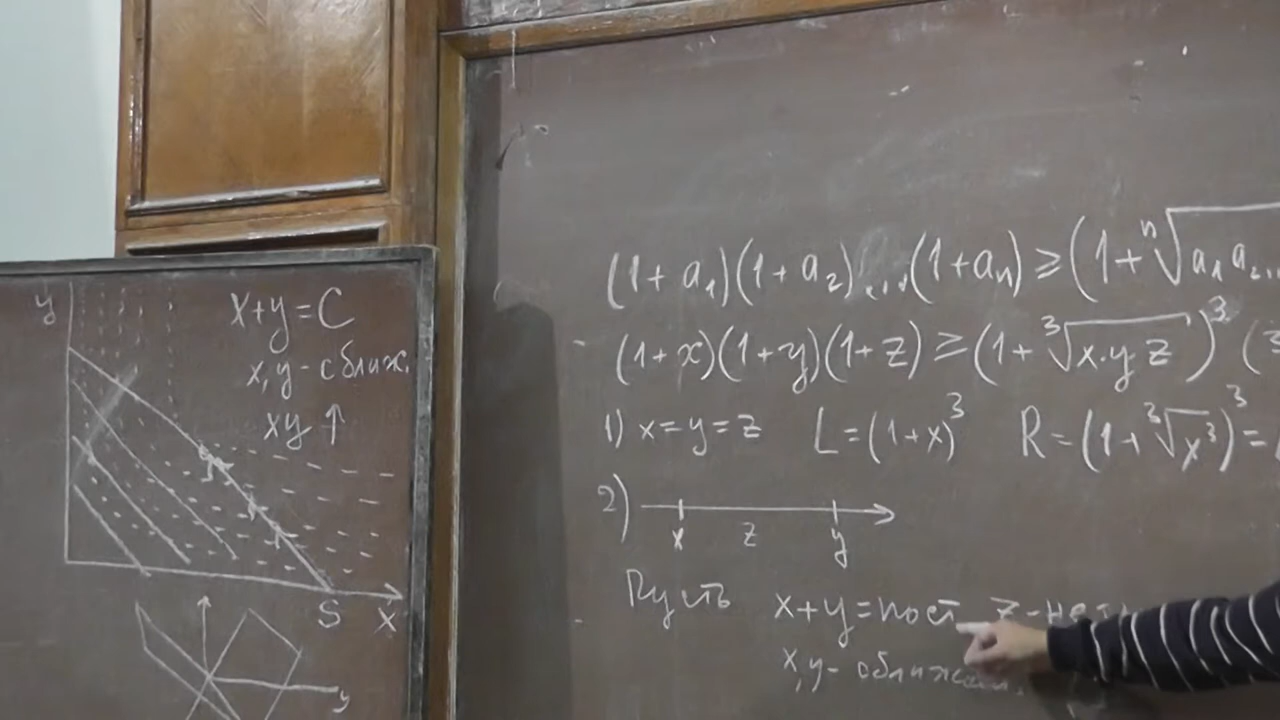 y
x+y=C
x,y - сближ.
xy ↑
S x
y
(1+a₁)(1+a₂)...(1+aₙ) ≥ (1+ⁿ√a₁a₂...
(1+x)(1+y)(1+z) ≥ (1+∛x·y z)³ (3
1) x=y=z L=(1+x)³ R=(1+∛x³)³=
2)
x z y
Пусть x+y=пост z-
x,y - сближаем.